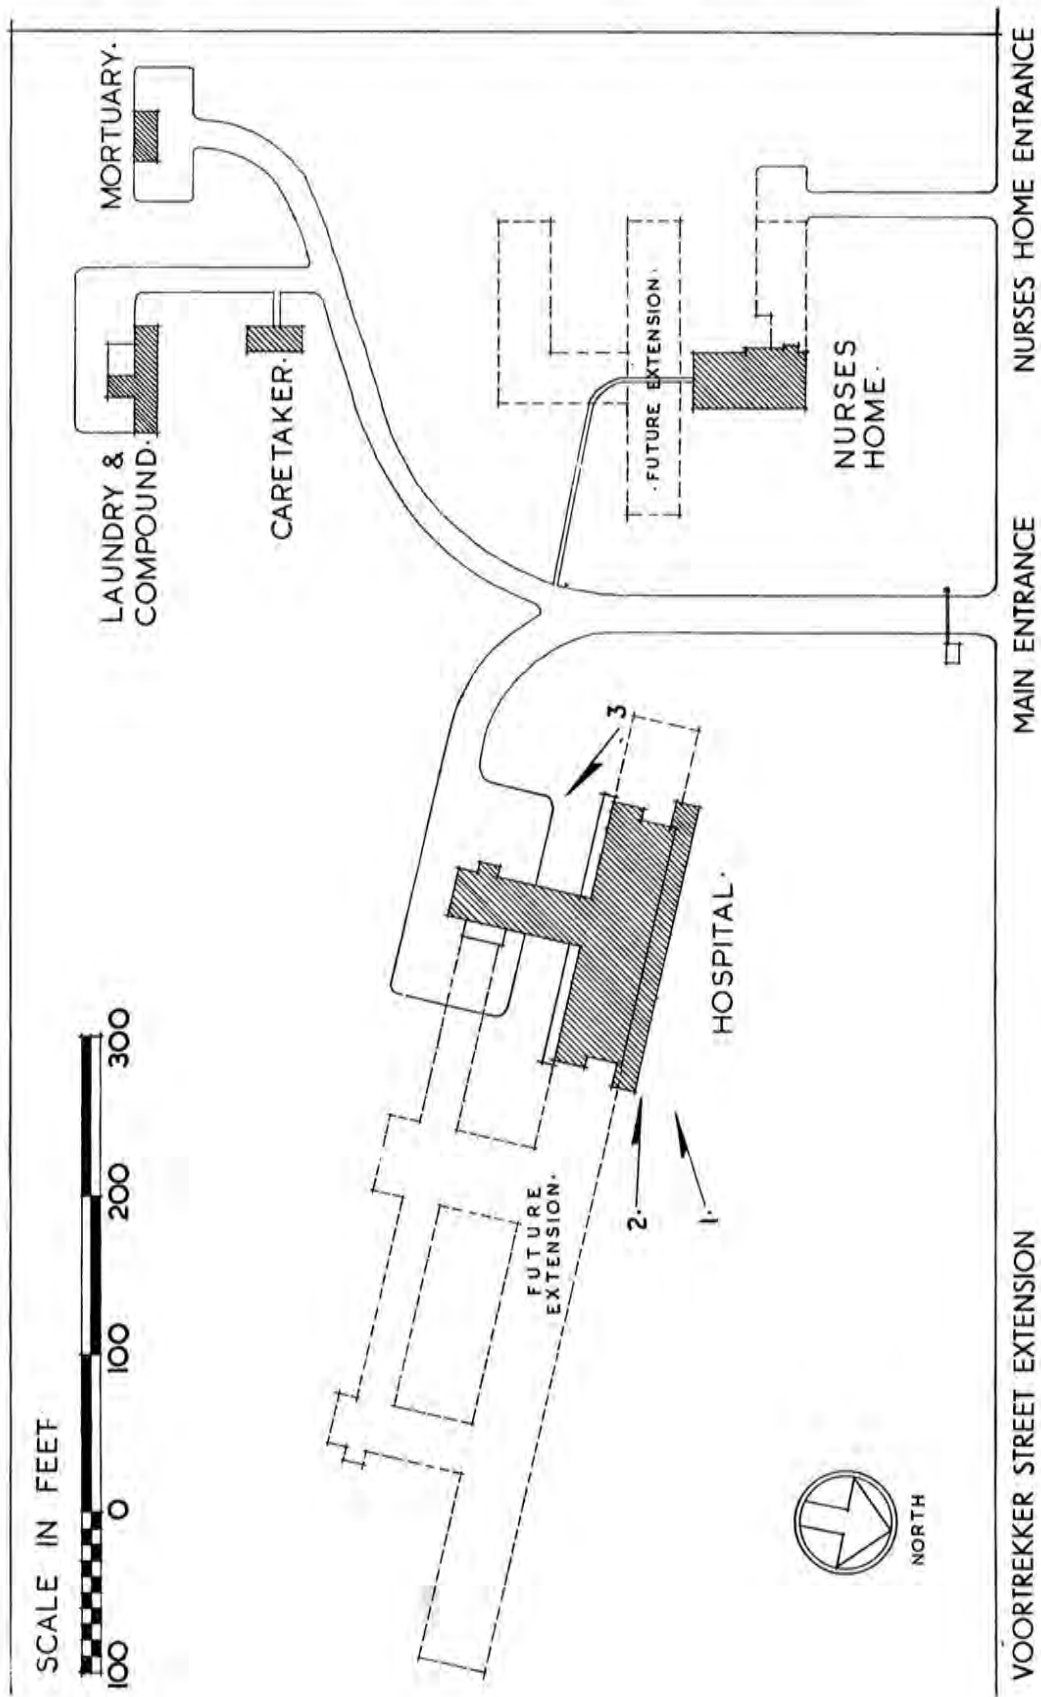 SCALE IN FEET
100 0 100 200 300
LAUNDRY &
COMPOUND.
MORTUARY.
CARETAKER.
FUTURE EXTENSION.
NURSES
HOME.
3
HOSPITAL.
FUTURE
EXTENSION.
2.
1.
NORTH
VOORTREKKER STREET EXTENSION
MAIN ENTRANCE
NURSES HOME ENTRANCE